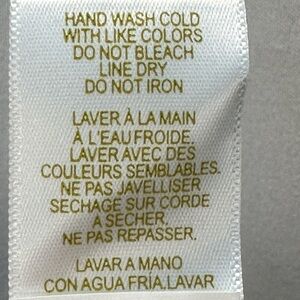 HAND WASH COLD
WITH LIKE COLORS
DO NOT BLEACH
LINE DRY
DO NOT IRON
LAVER À LA MAIN
À L'EAU FROIDE
LAVER AVEC DES
COULEURS SEMBLABLES.
NE PAS JAVELLISER
SECHAGE SUR CORDE
A SECHER.
NE PAS REPASSER.
LAVAR A MANO
CON AGUA FRÍA. LAVAR